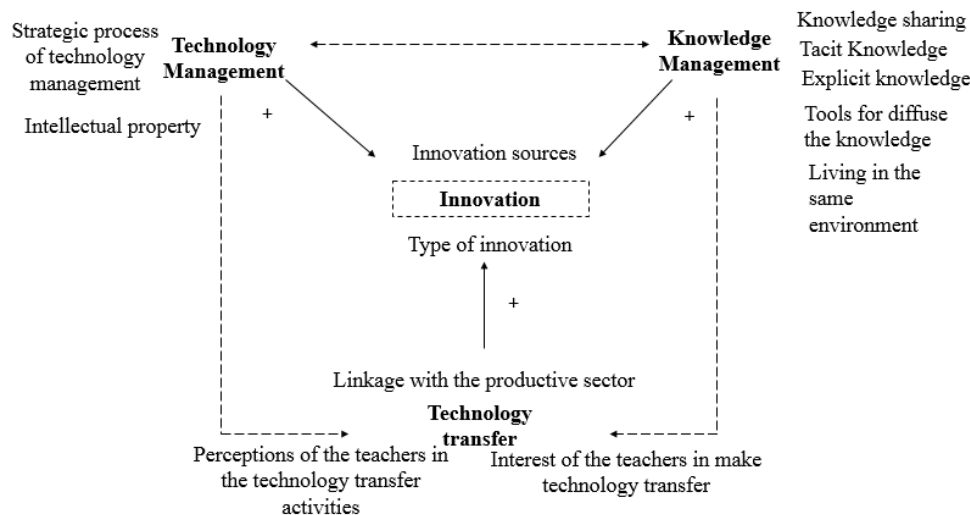 Strategic process
of technology
management
Technology
Management
Intellectual property
+
Knowledge
Management
+
Knowledge sharing
Tacit Knowledge
Explicit knowledge
Tools for diffuse
the knowledge
Living in the
same
environment
Innovation sources
Innovation
Type of innovation
+
Linkage with the productive sector
Technology
transfer
Perceptions of the teachers in
the technology transfer
activities
Interest of the teachers in make
technology transfer